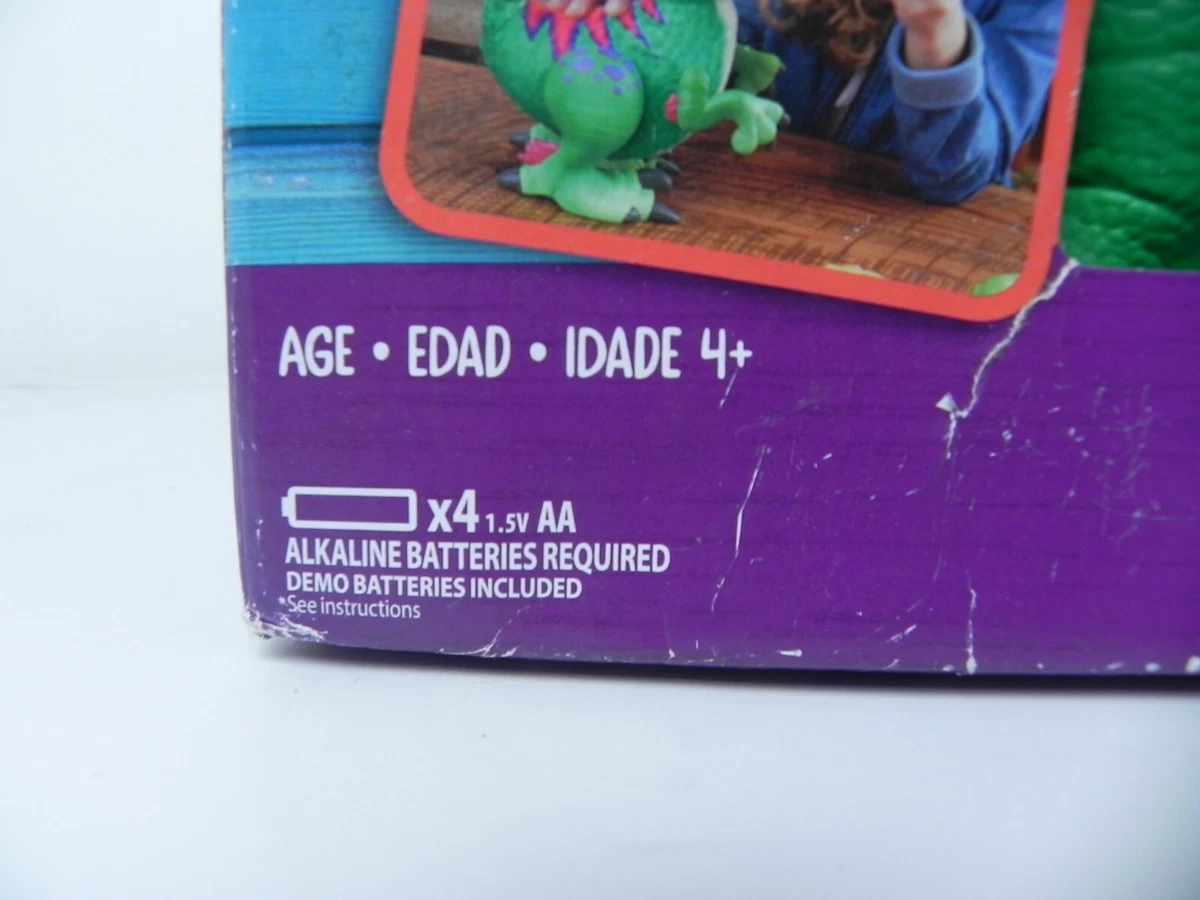 AGE • EDAD • IDADE 4+
x4 1.5V AA
ALKALINE BATTERIES REQUIRED
DEMO BATTERIES INCLUDED
*See instructions